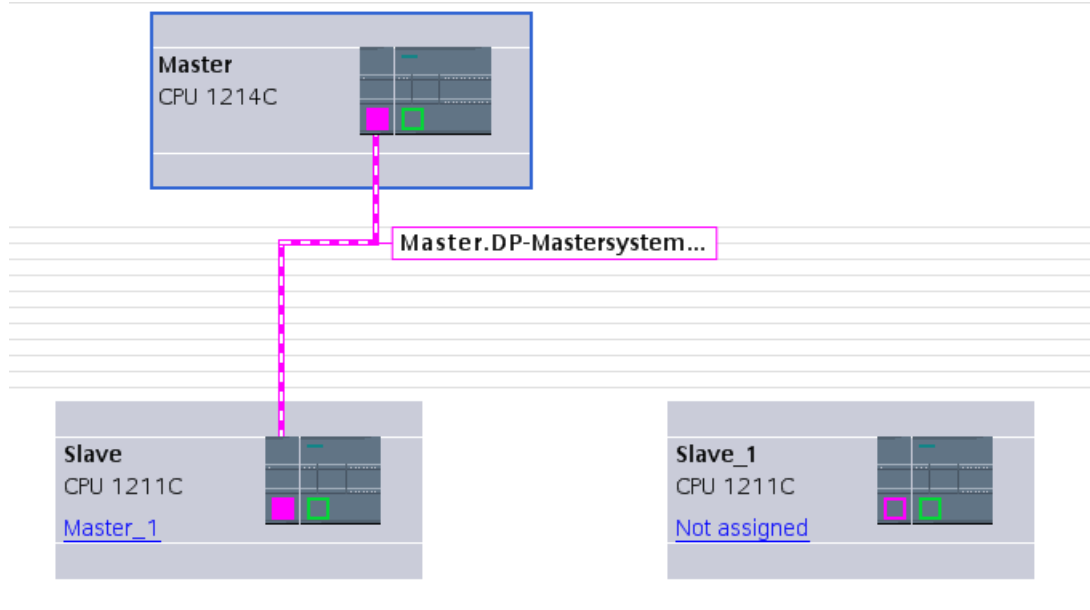 Master
CPU 1214C
Master.DP-Mastersystem...
Slave
CPU 1211C
Master_1
Slave_1
CPU 1211C
Not assigned